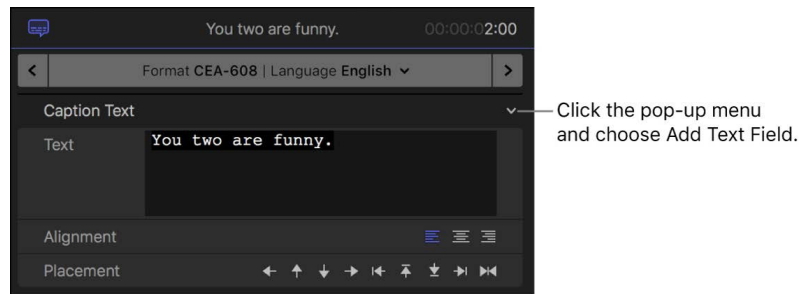 You two are funny. 00:00:02:00
Format CEA-608 | Language English
Caption Text
Click the pop-up menu
and choose Add Text Field.
Text You two are funny.
Alignment
Placement